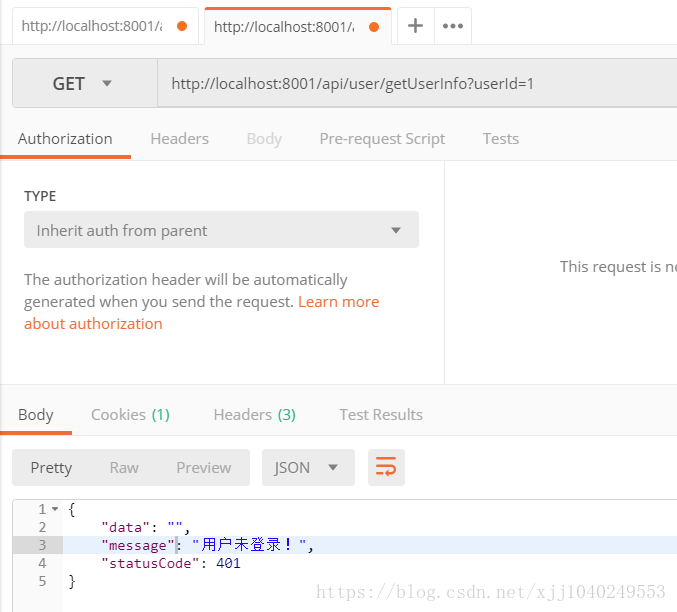 http://localhost:8001/a
http://localhost:8001/a
GET
http://localhost:8001/api/user/getUserInfo?userId=1
Authorization Headers Body Pre-request Script Tests
TYPE
Inherit auth from parent
The authorization header will be automatically
generated when you send the request. Learn more
about authorization
This request is no
Body Cookies (1) Headers (3) Test Results
Pretty Raw Preview JSON
1 {
2 "data": "",
3 "message": "用户未登录！",
4 "statusCode": 401
5 }
https://blog.csdn.net/xjj1040249553